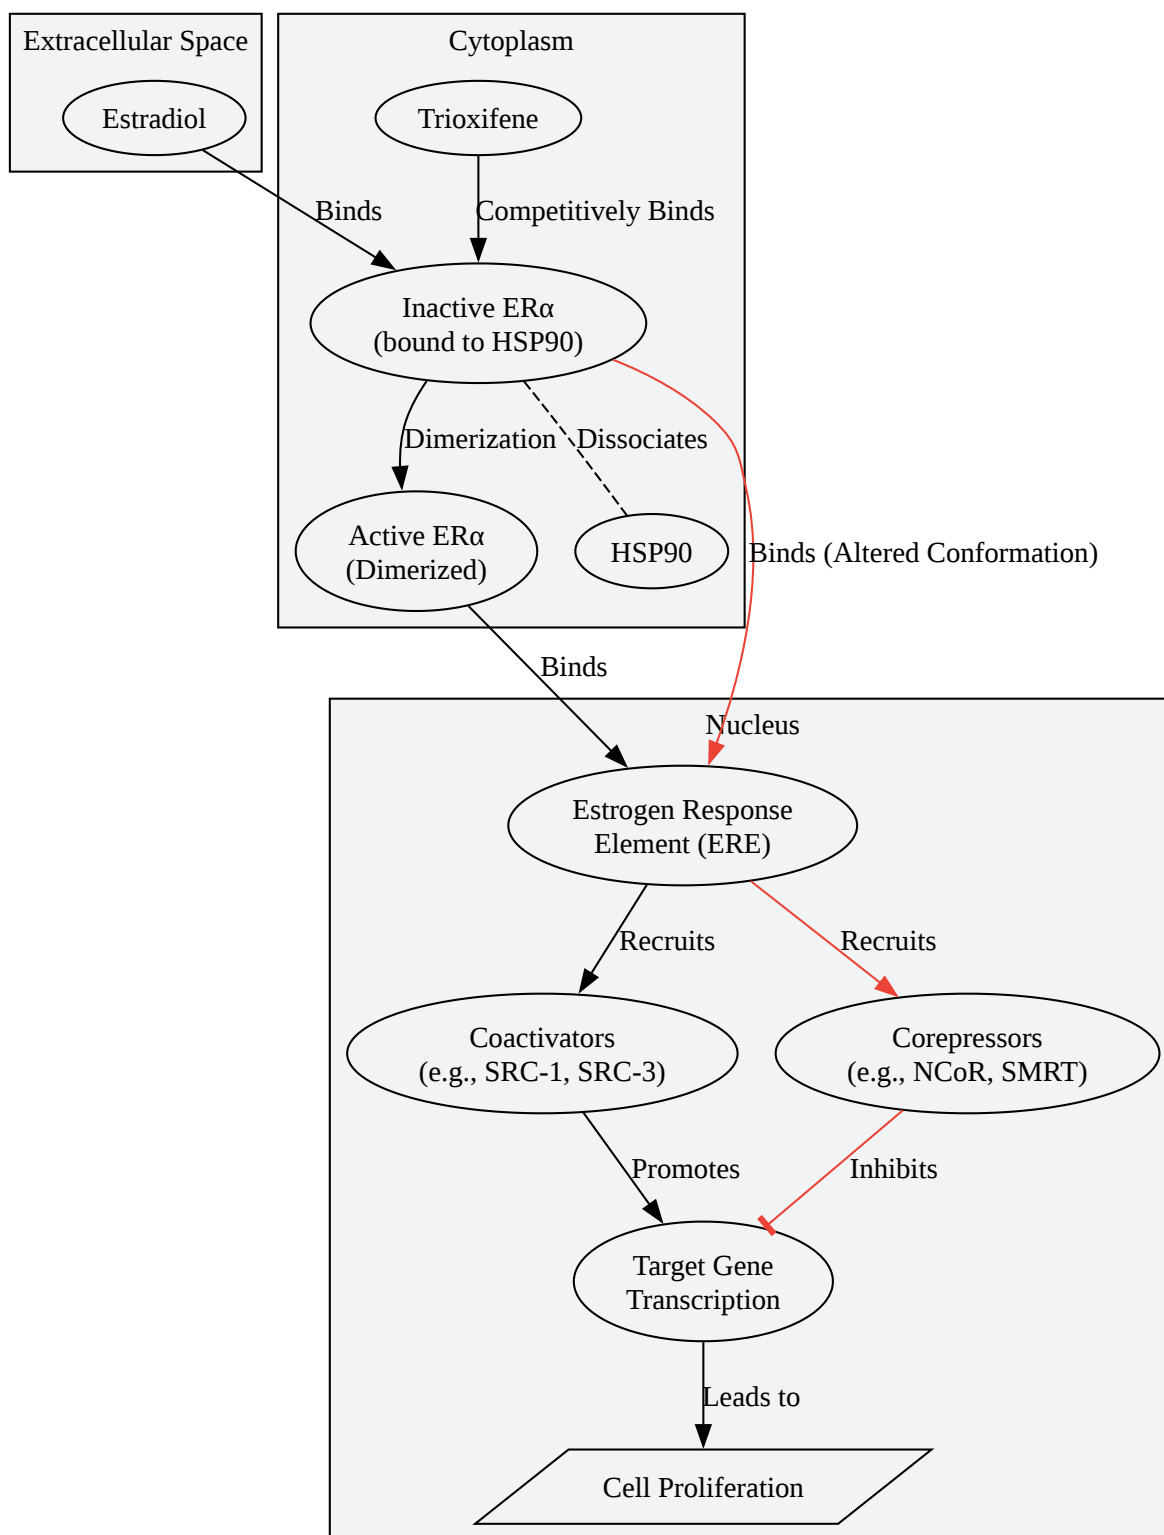 Extracellular Space
Cytoplasm
Estradiol
Trioxifene
Binds
Competitively Binds
Inactive ERα
(bound to HSP90)
Dimerization
Dissociates
Active ERα
(Dimerized)
HSP90
Binds (Altered Conformation)
Binds
Nucleus
Estrogen Response
Element (ERE)
Recruits
Recruits
Coactivators
(e.g., SRC-1, SRC-3)
Corepressors
(e.g., NCoR, SMRT)
Promotes
Inhibits
Target Gene
Transcription
Leads to
Cell Proliferation